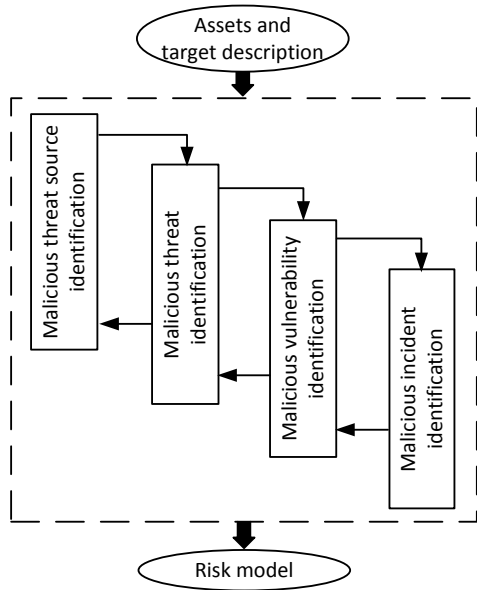 Assets and
target description
Malicious threat source
identification
Malicious threat
identification
Malicious vulnerability
identification
Malicious incident
identification
Risk model